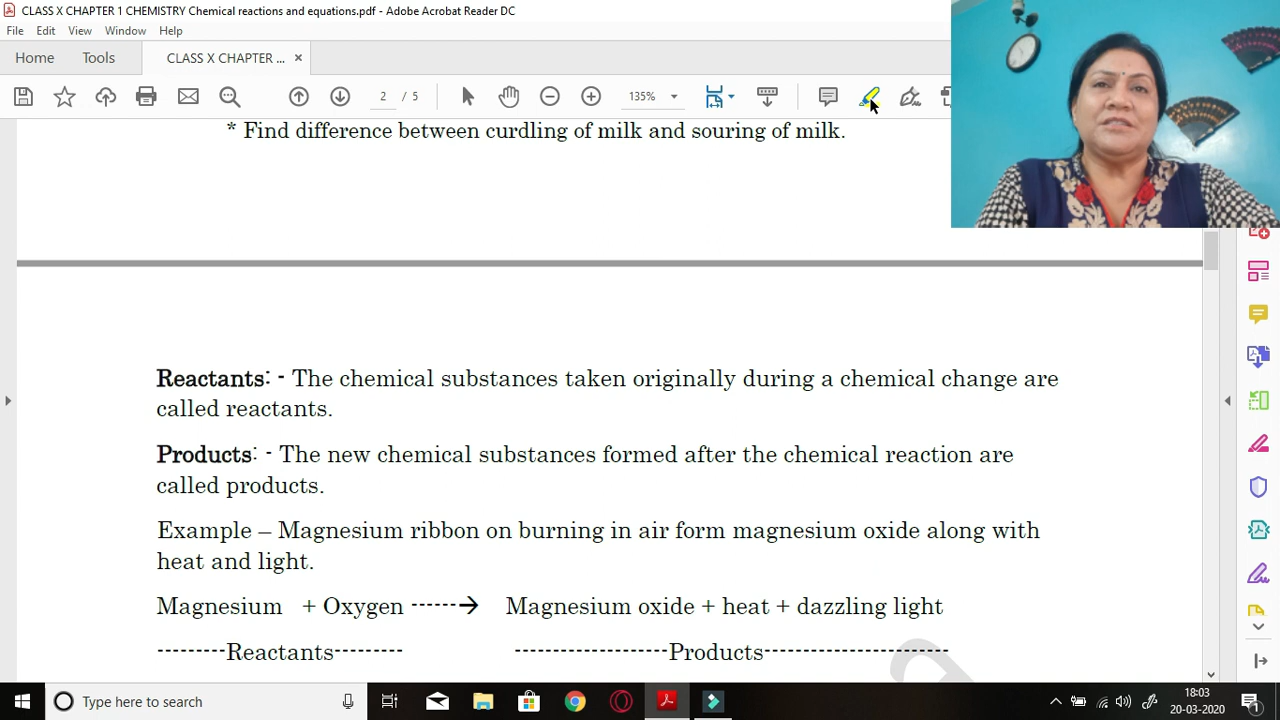 CLASS X CHAPTER 1 CHEMISTRY Chemical reactions and equations.pdf - Adobe Acrobat Reader DC
File Edit View Window Help
Home Tools CLASS X CHAPTER ... ×
2 / 5 135%
* Find difference between curdling of milk and souring of milk.
Reactants: - The chemical substances taken originally during a chemical change are
called reactants.
Products: - The new chemical substances formed after the chemical reaction are
called products.
Example – Magnesium ribbon on burning in air form magnesium oxide along with
heat and light.
Magnesium + Oxygen ------→ Magnesium oxide + heat + dazzling light
---------Reactants--------- --------------------Products------------------------
Type here to search
18:03
20-03-2020
1